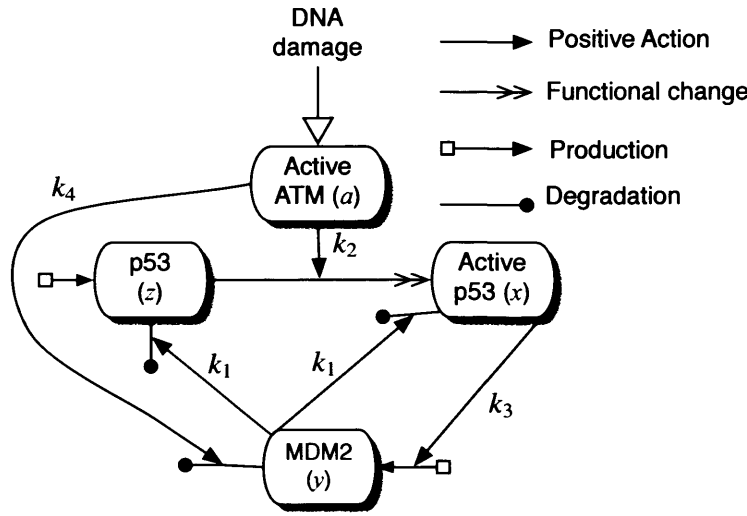 DNA
damage
Positive Action
Functional change
Production
Degradation
Active
ATM (a)
k4
k2
p53
(z)
Active
p53 (x)
k1
k1
k3
MDM2
(y)